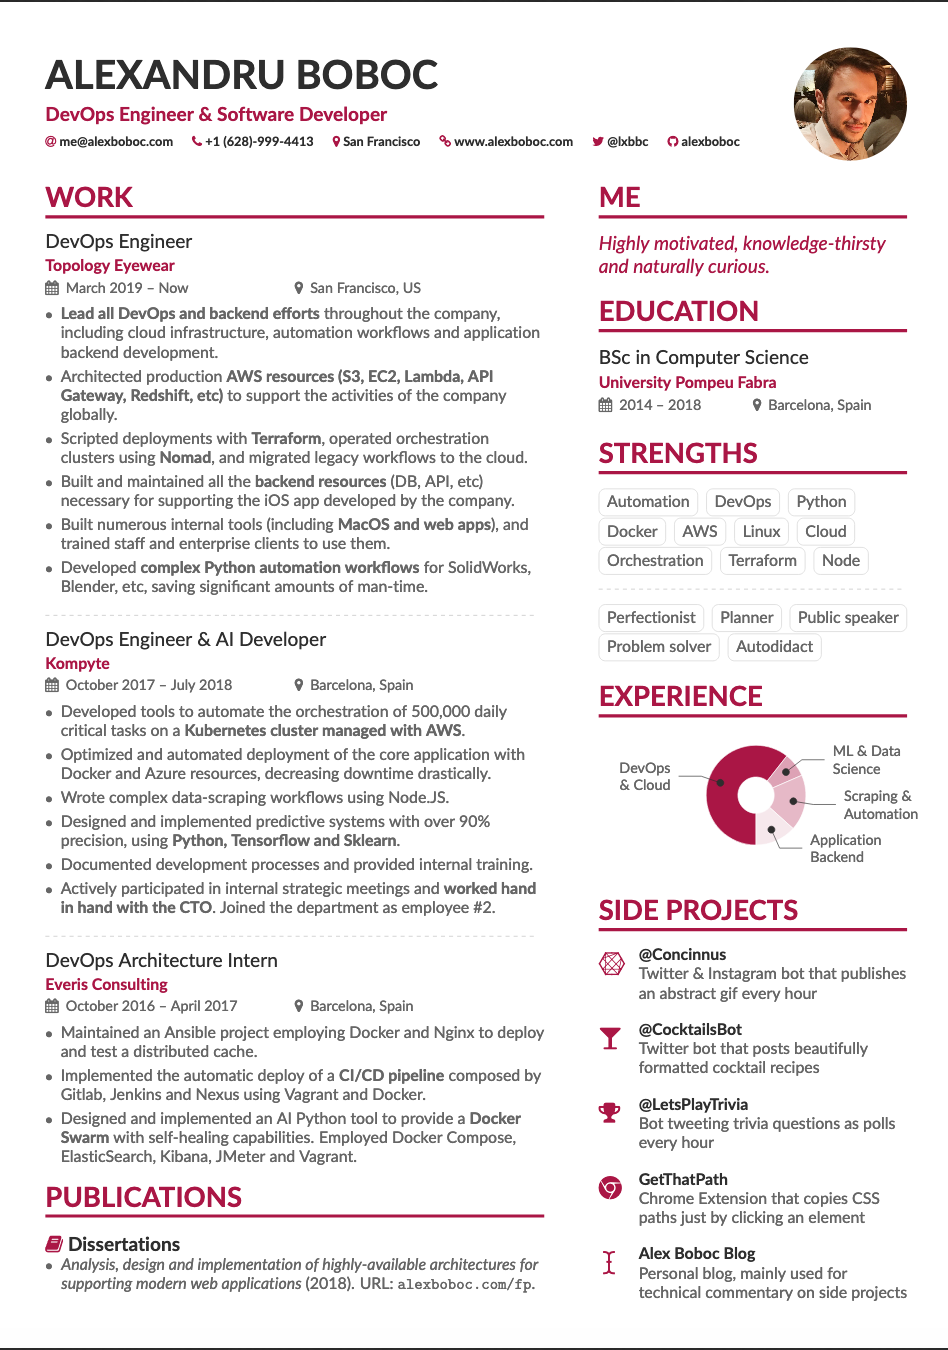 ALEXANDRU BOBOC
DevOps Engineer & Software Developer
me@alexboboc.com +1 (628)-999-4413 San Francisco www.alexboboc.com @lxbbc alexboboc
WORK
DevOps Engineer
Topology Eyewear
March 2019 – Now San Francisco, US
• Lead all DevOps and backend efforts throughout the company,
including cloud infrastructure, automation workflows and application
backend development.
• Architected production AWS resources (S3, EC2, Lambda, API
Gateway, Redshift, etc) to support the activities of the company
globally.
• Scripted deployments with Terraform, operated orchestration
clusters using Nomad, and migrated legacy workflows to the cloud.
• Built and maintained all the backend resources (DB, API, etc)
necessary for supporting the iOS app developed by the company.
• Built numerous internal tools (including MacOS and web apps), and
trained staff and enterprise clients to use them.
• Developed complex Python automation workflows for SolidWorks,
Blender, etc, saving significant amounts of man-time.
DevOps Engineer & AI Developer
Kompyte
October 2017 – July 2018 Barcelona, Spain
• Developed tools to automate the orchestration of 500,000 daily
critical tasks on a Kubernetes cluster managed with AWS.
• Optimized and automated deployment of the core application with
Docker and Azure resources, decreasing downtime drastically.
• Wrote complex data-scraping workflows using Node.JS.
• Designed and implemented predictive systems with over 90%
precision, using Python, Tensorflow and Sklearn.
• Documented development processes and provided internal training.
• Actively participated in internal strategic meetings and worked hand
in hand with the CTO. Joined the department as employee #2.
DevOps Architecture Intern
Everis Consulting
October 2016 – April 2017 Barcelona, Spain
• Maintained an Ansible project employing Docker and Nginx to deploy
and test a distributed cache.
• Implemented the automatic deploy of a CI/CD pipeline composed by
Gitlab, Jenkins and Nexus using Vagrant and Docker.
• Designed and implemented an AI Python tool to provide a Docker
Swarm with self-healing capabilities. Employed Docker Compose,
ElasticSearch, Kibana, JMeter and Vagrant.
PUBLICATIONS
Dissertations
• Analysis, design and implementation of highly-available architectures for
supporting modern web applications (2018). URL: alexboboc.com/fp.
ME
Highly motivated, knowledge-thirsty
and naturally curious.
EDUCATION
BSc in Computer Science
University Pompeu Fabra
2014 – 2018 Barcelona, Spain
STRENGTHS
Automation DevOps Python
Docker AWS Linux Cloud
Orchestration Terraform Node
Perfectionist Planner Public speaker
Problem solver Autodidact
EXPERIENCE
DevOps
& Cloud
ML & Data
Science
Scraping &
Automation
Application
Backend
SIDE PROJECTS
@Concinnus
Twitter & Instagram bot that publishes
an abstract gif every hour
@CocktailsBot
Twitter bot that posts beautifully
formatted cocktail recipes
@LetsPlayTrivia
Bot tweeting trivia questions as polls
every hour
GetThatPath
Chrome Extension that copies CSS
paths just by clicking an element
Alex Boboc Blog
Personal blog, mainly used for
technical commentary on side projects